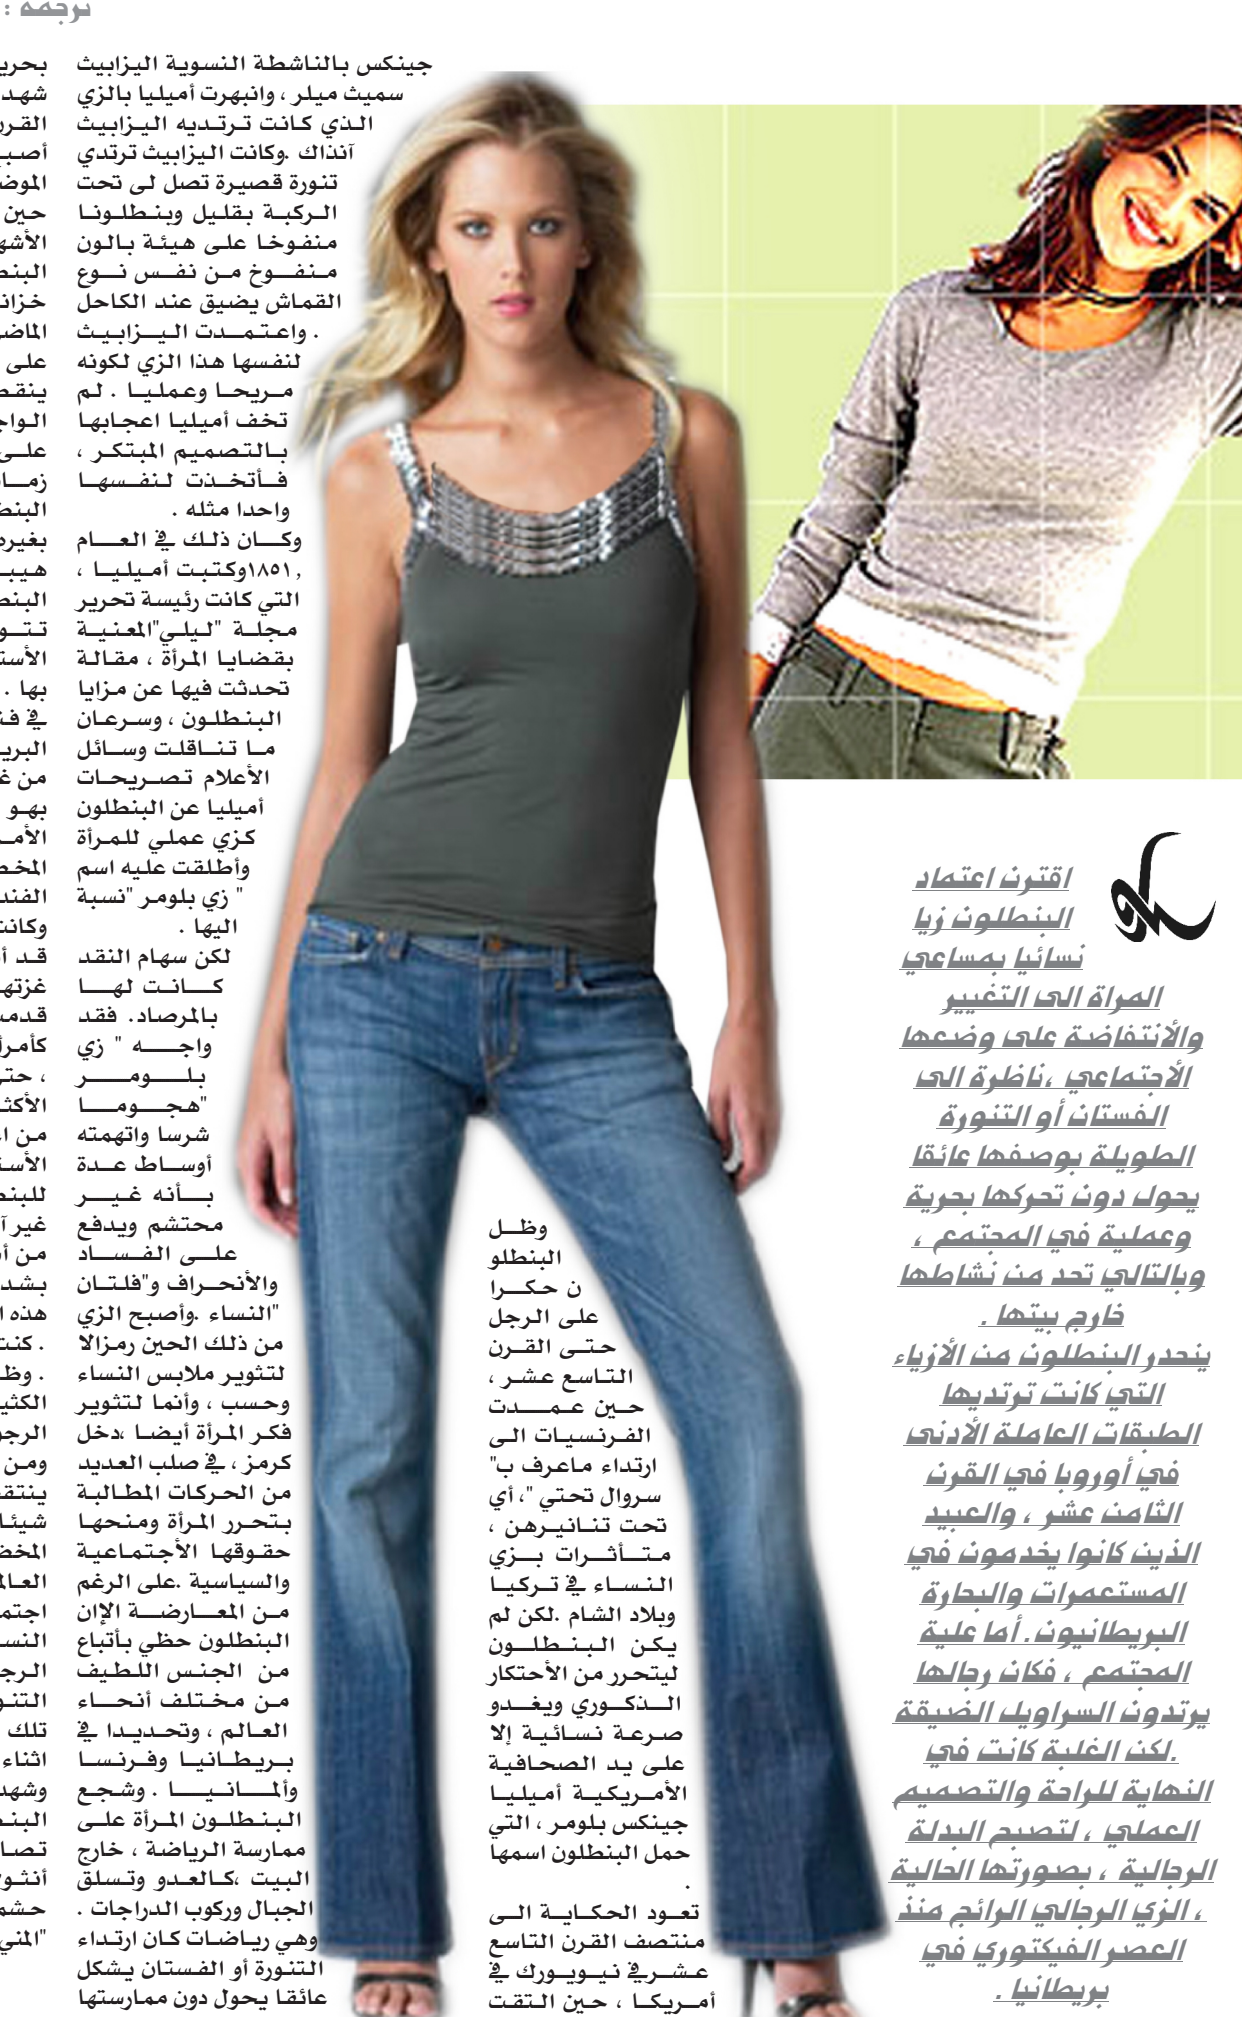 ترجمة :
اقترن اعتماد
البنطلون زيا
نسائيا بمساعي
المراة الى التغيير
والأنتفاضة على وضعها
الأجتماعي ،ناظرة الى
الفستان أو التنورة
الطويلة بوصفها عائقا
يحول دون تحركها بحرية
وعملية في المجتمع ،
وبالتالي تحد من نشاطها
خارج بيتها .
ينحدر البنطلون من الأزياء
التي كانت ترتديها
الطبقات العاملة الأدنى
في أوروبا في القرن
الثامن عشر ، والعبيد
الذين كانوا يخدمون في
المستعمرات والبحارة
البريطانيون. أما علية
المجتمع ، فكان رجالها
يرتدون السراويل الضيقة
.لكن الغلبة كانت في
النهاية للراحة والتصميم
العملي ، لتصبح البدلة
الرجالية ، بصورتها الحالية
، الزي الرجالي الرائج منذ
العصر الفيكتوري في
بريطانيا .
وظل
البنطلو
ن حكرا
على الرجل
حتى القرن
التاسع عشر ،
حين عمدت
الفرنسيات الى
ارتداء ماعرف ب"
سروال تحتي "، أي
تحت تنانيرهن ،
متأثرات بزي
النساء في تركيا
وبلاد الشام .لكن لم
يكن البنطلون
ليتحرر من الأحتكار
الذكوري ويغدو
صرعة نسائية إلا
على يد الصحافية
الأمريكية أميليا
جينكس بلومر ، التي
حمل البنطلون اسمها
.
تعود الحكاية الى
منتصف القرن التاسع
عشرفي نيويورك في
أمريكا ، حين التقت
جينكس بالناشطة النسوية اليزابيث
سميث ميلر ، وانبهرت أميليا بالزي
الذي كانت ترتديه اليزابيث
آنذاك .وكانت اليزابيث ترتدي
تنورة قصيرة تصل لى تحت
الركبة بقليل وبنطلونا
منفوخا على هيئة بالون
منفوخ من نفس نوع
القماش يضيق عند الكاحل
. واعتمدت اليزابيث
لنفسها هذا الزي لكونه
مريحا وعمليا . لم
تخف أميليا اعجابها
بالتصميم المبتكر ،
فأتخذت لنفسها
واحدا مثله .
وكان ذلك في العام
,١٨٥١وكتبت أميليا ،
التي كانت رئيسة تحرير
مجلة "ليلي"المعنية
بقضايا المرأة ، مقالة
تحدثت فيها عن مزايا
البنطلون ، وسرعان
ما تناقلت وسائل
الأعلام تصريحات
أميليا عن البنطلون
كزي عملي للمرأة
وأطلقت عليه اسم
" زي بلومر "نسبة
اليها .
لكن سهام النقد
كانت لها
بالمرصاد. فقد
واجه " زي
بلومر
"هجوما
شرسا واتهمته
أوساط عدة
بأنه غير
محتشم ويدفع
على الفساد
والأنحراف و"فلتان
"النساء .وأصبح الزي
من ذلك الحين رمزالا
لتثوير ملابس النساء
وحسب ، وأنما لتثوير
فكر المرأة أيضا ،دخل
كرمز ، في صلب العديد
من الحركات المطالبة
بتحرر المرأة ومنحها
حقوقها الأجتماعية
والسياسية .على الرغم
من المعارضة الإان
البنطلون حظي بأتباع
من الجنس اللطيف
من مختلف أنحاء
العالم ، وتحديدا في
بريطانيا وفرنسا
وألمانيا . وشجع
البنطلون المرأة على
ممارسة الرياضة ، خارج
البيت ،كالعدو وتسلق
الجبال وركوب الدراجات .
وهي رياضات كان ارتداء
التنورة أو الفستان يشكل
عائقا يحول دون ممارستها